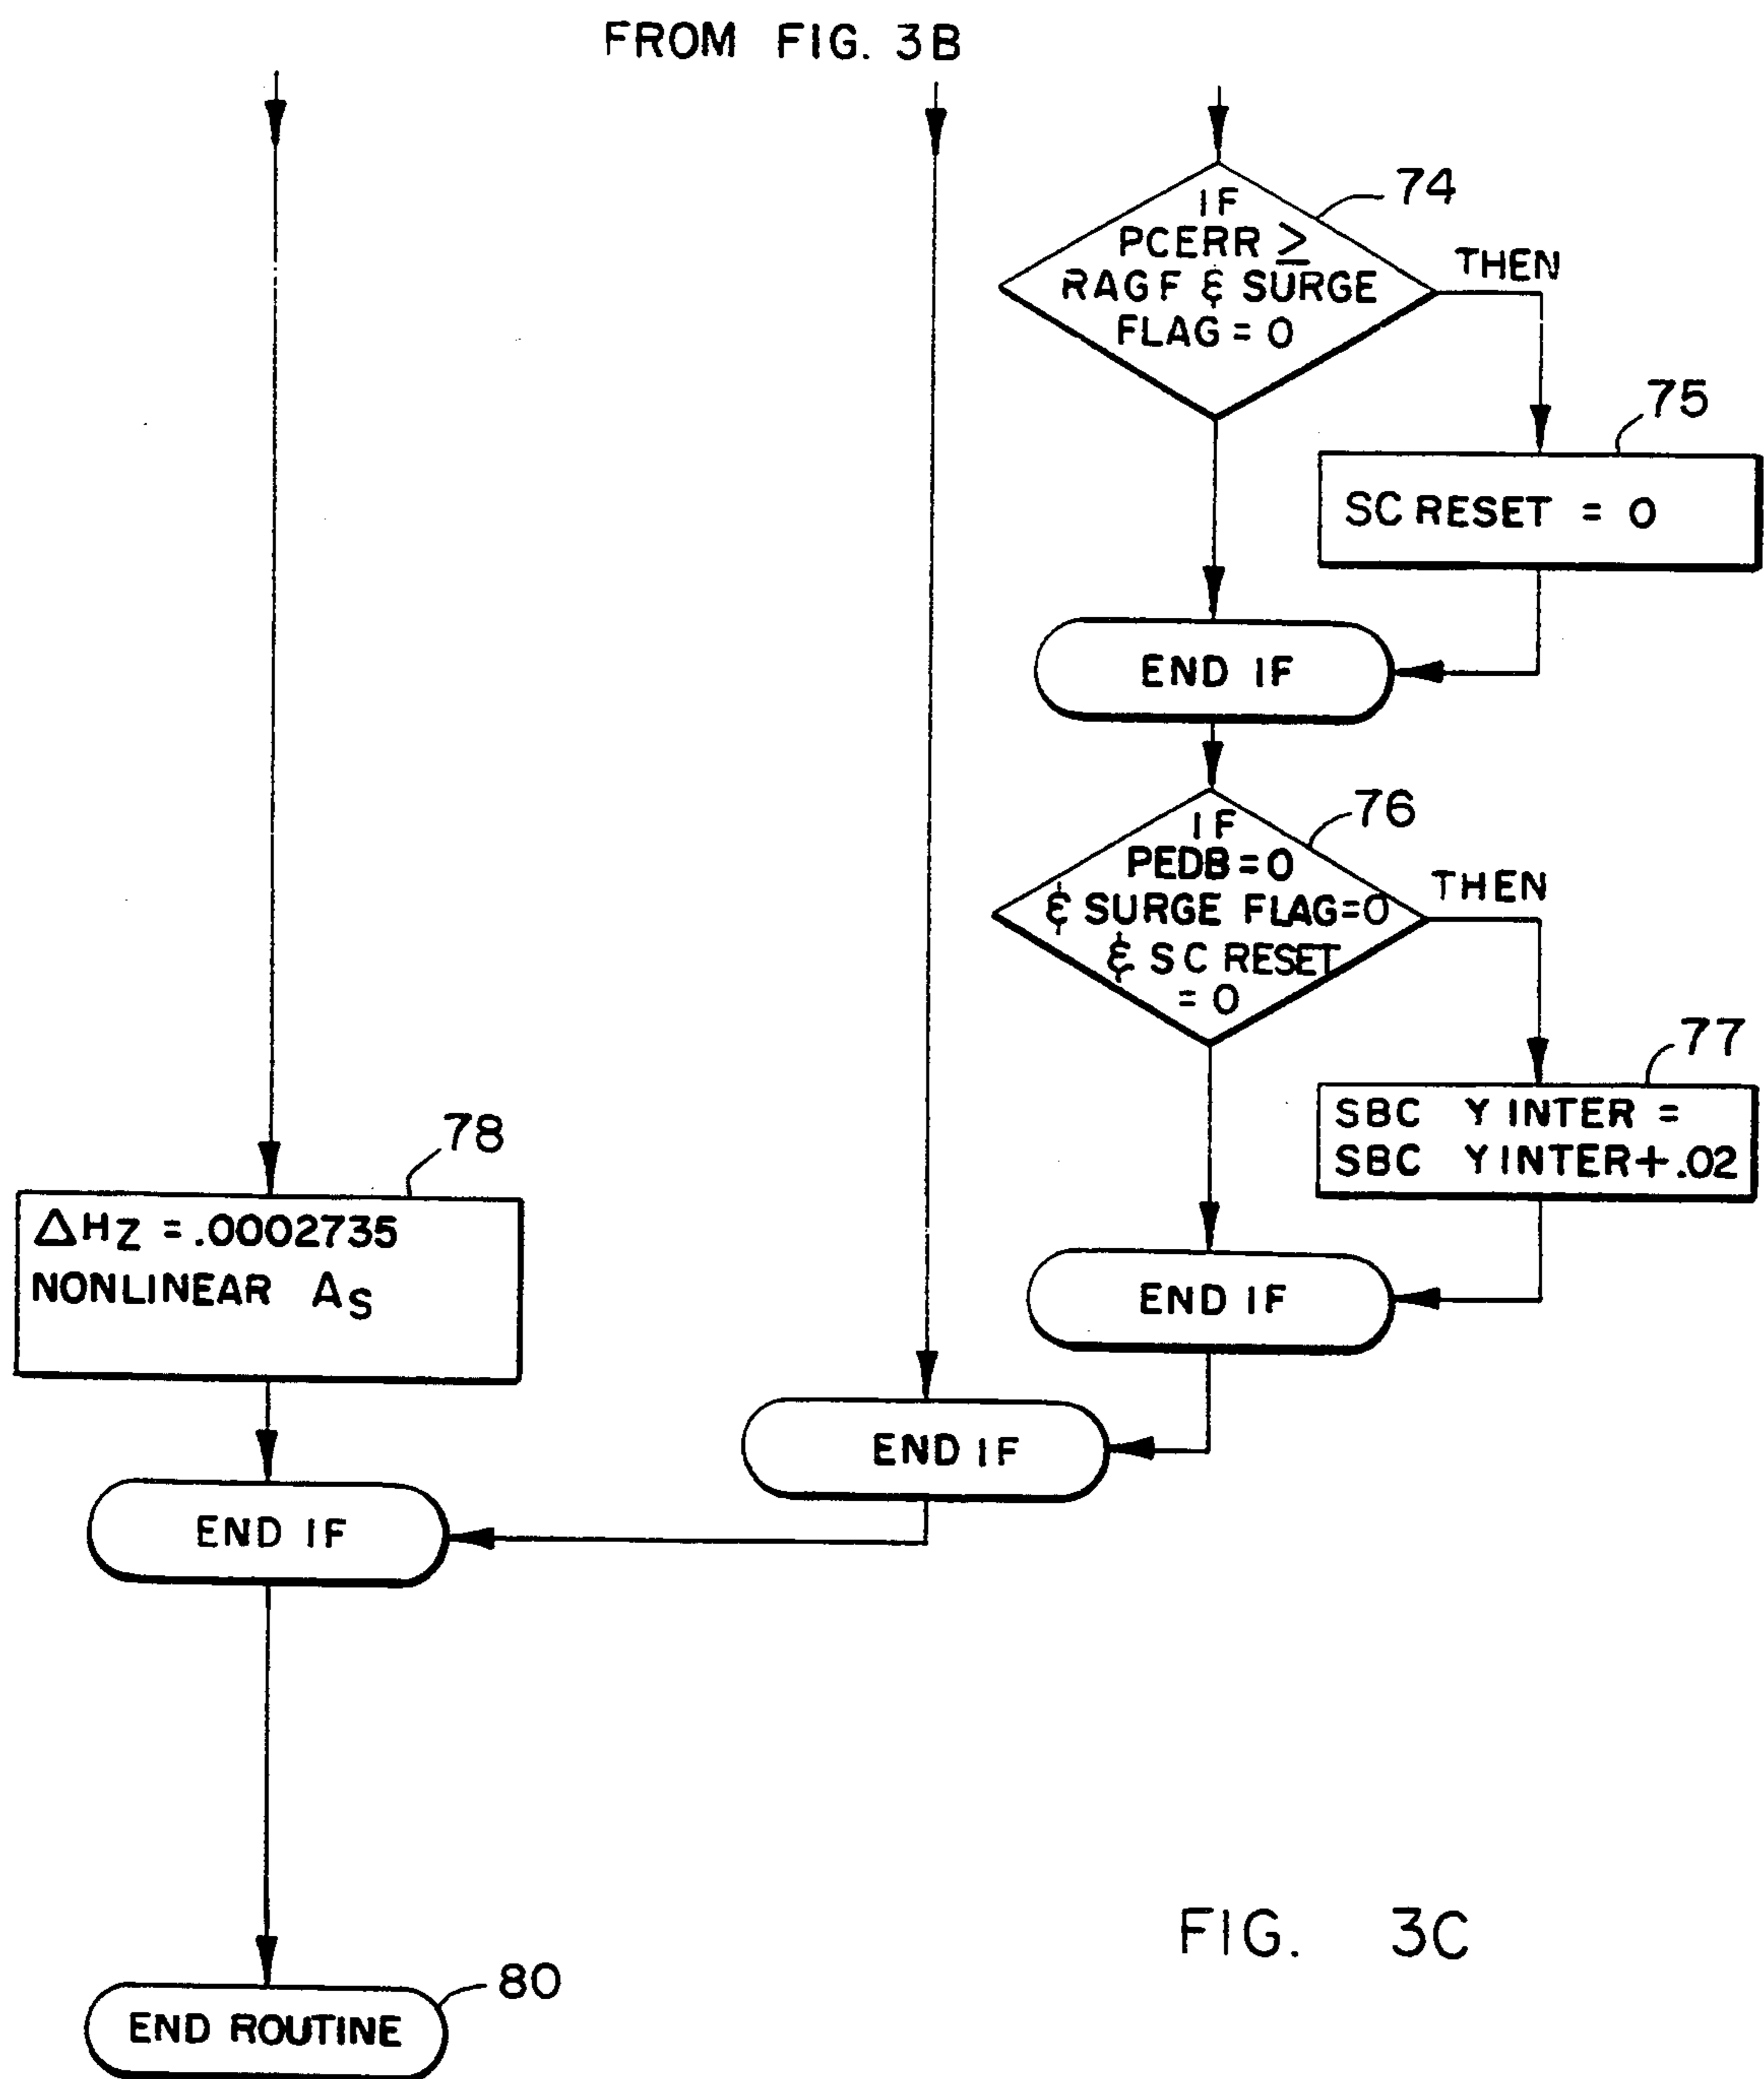 FROM FIG. 3B
74
IF
PCERR ≥
RAGF & SURGE
FLAG = 0
THEN
75
SC RESET = 0
END IF
76
IF
PEDB=0
& SURGE FLAG=0
& SC RESET
= 0
THEN
77
SBC Y INTER =
SBC YINTER+.02
78
ΔHZ = .0002735
NONLINEAR AS
END IF
END IF
END IF
80
END ROUTINE
FIG. 3C